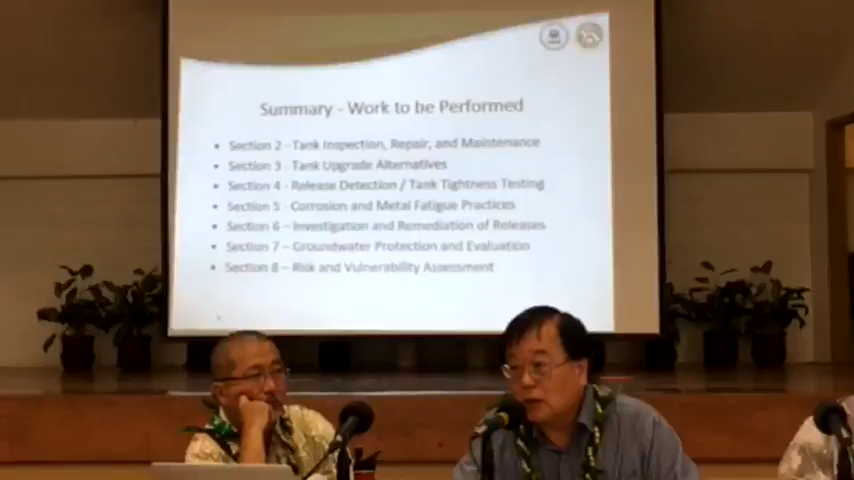 Summary - Work to be Performed
• Section 2 - Tank Inspection, Repair, and Maintenance
• Section 3 - Tank Upgrade Alternatives
• Section 4 - Release Detection / Tank Tightness Testing
• Section 5 - Corrosion and Metal Fatigue Practices
• Section 6 – Investigation and Remediation of Releases
• Section 7 – Groundwater Protection and Evaluation
• Section 8 – Risk and Vulnerability Assessment